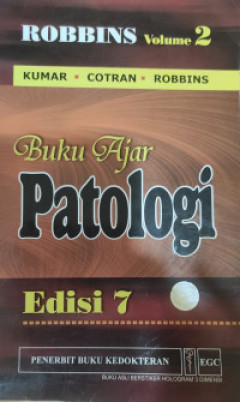 ROBBINS Volume 2
KUMAR ▪ COTRAN ▪ ROBBINS
Buku Ajar
Patologi
Edisi 7
PENERBIT BUKU KEDOKTERAN EGC
BUKU ASLI BERSTIKER HOLOGRAM 3 DIMENSI